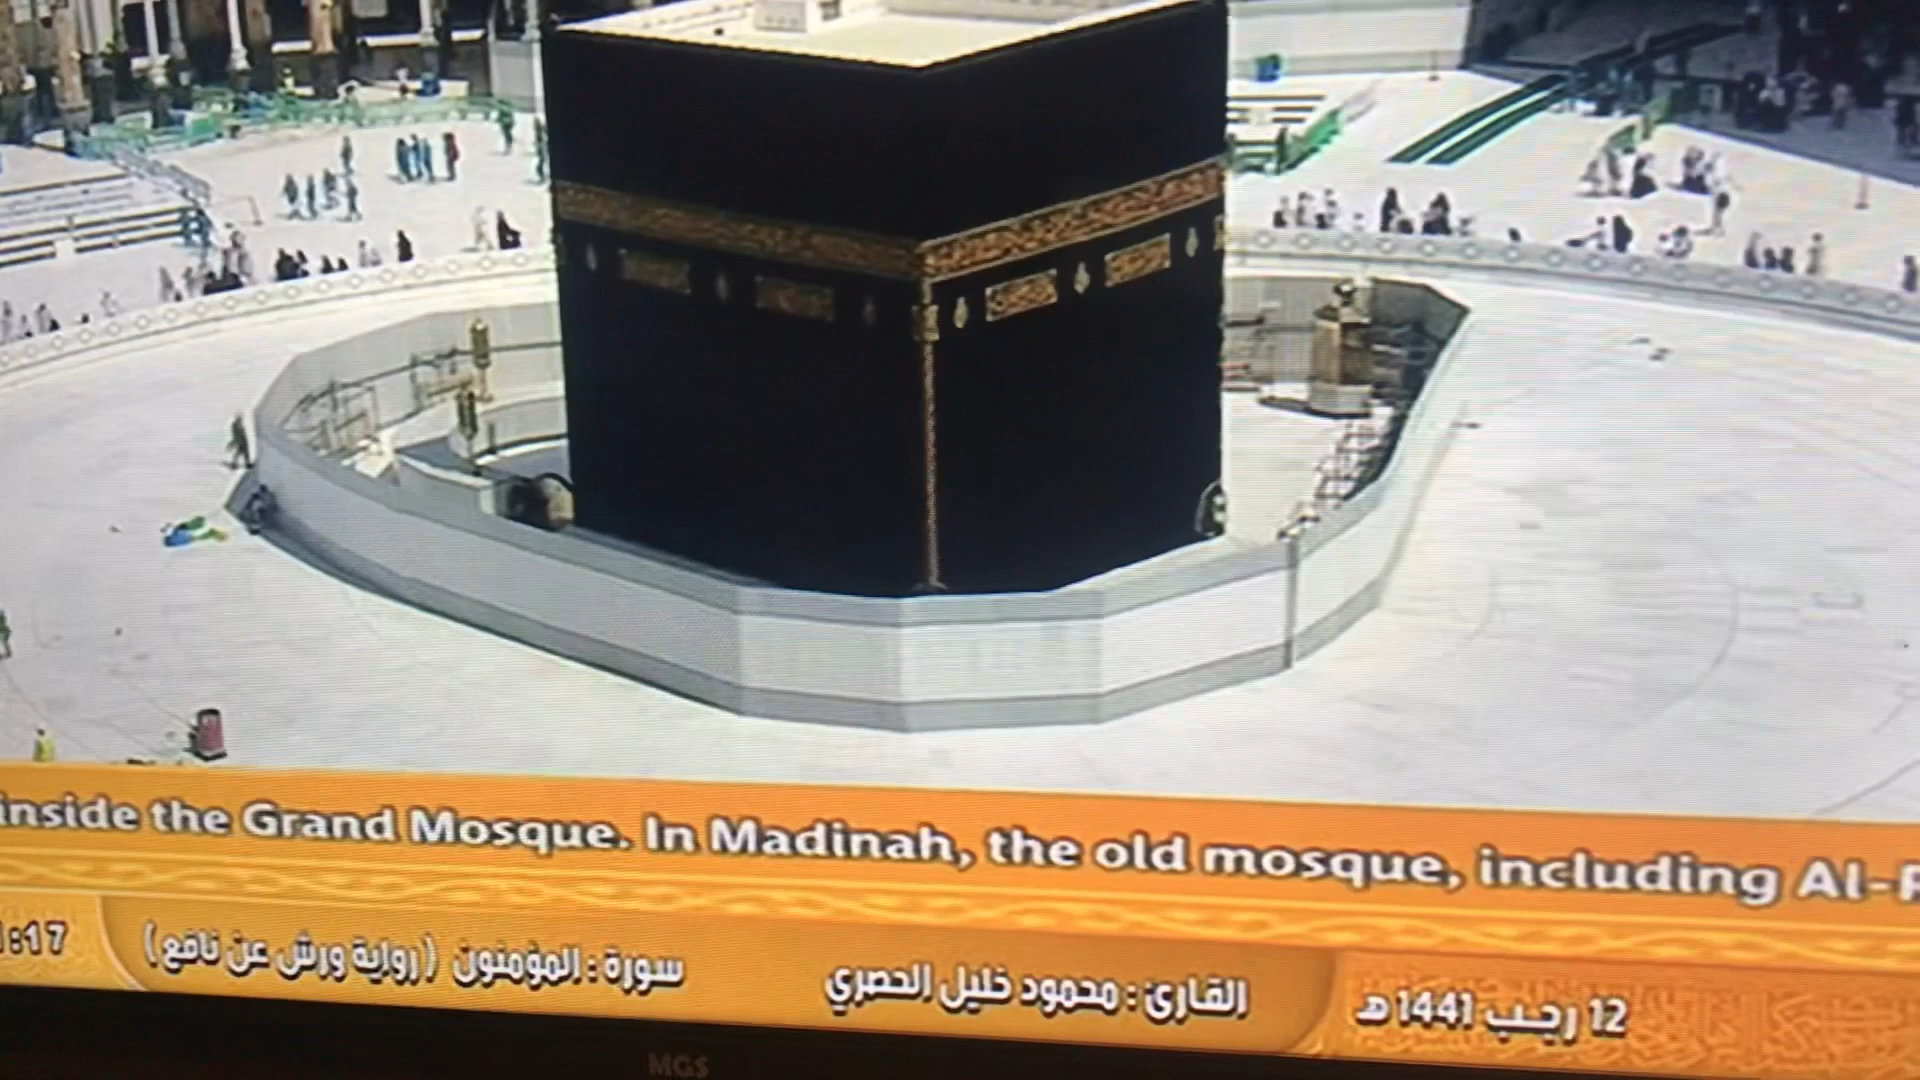 inside the Grand Mosque. In Madinah, the old mosque, including Al-
12 رجب 1441 هـ
القارئ : محمود خليل الحصري
سورة : المؤمنون (رواية ورش عن نافع)
:17
MGS